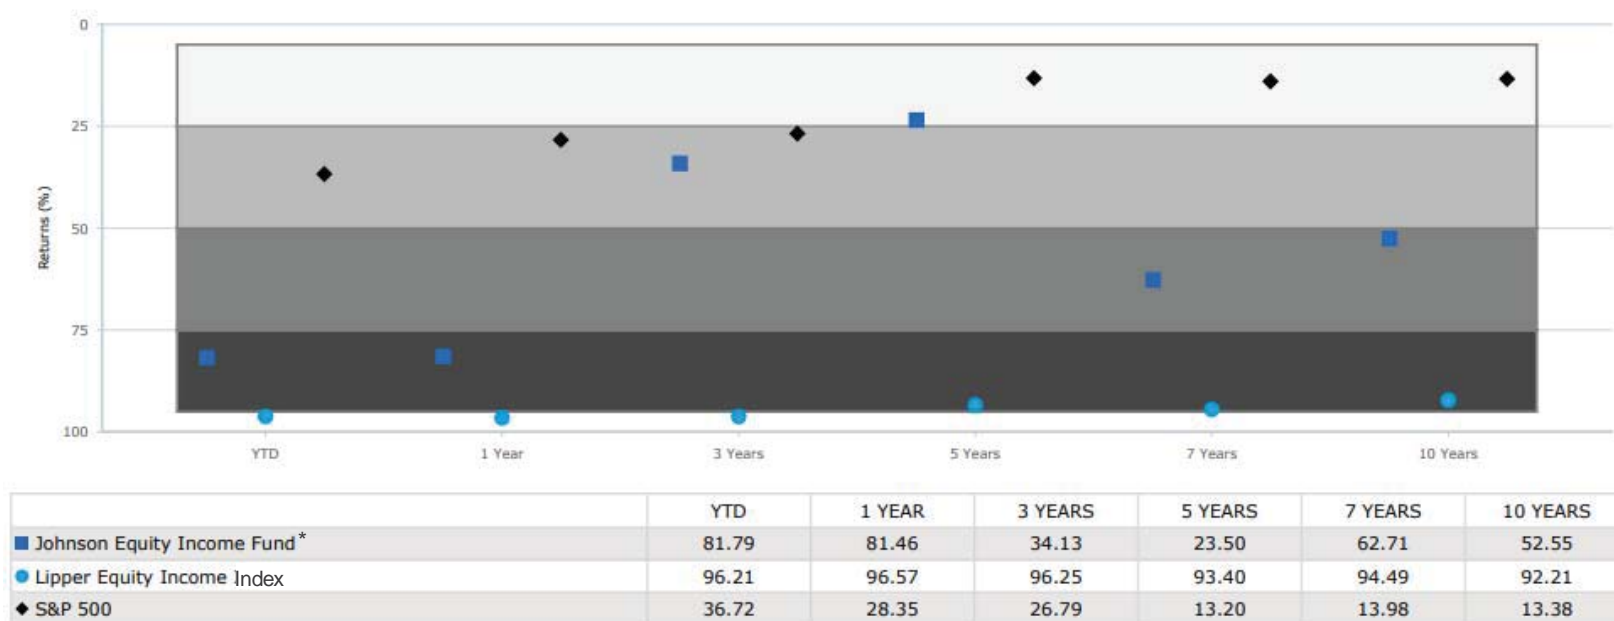 0
25
50
75
100
Returns (%)
YTD 1 Year 3 Years 5 Years 7 Years 10 Years
YTD 1 YEAR 3 YEARS 5 YEARS 7 YEARS 10 YEARS
Johnson Equity Income Fund* 81.79 81.46 34.13 23.50 62.71 52.55
Lipper Equity Income Index 96.21 96.57 96.25 93.40 94.49 92.21
S&P 500 36.72 28.35 26.79 13.20 13.98 13.38